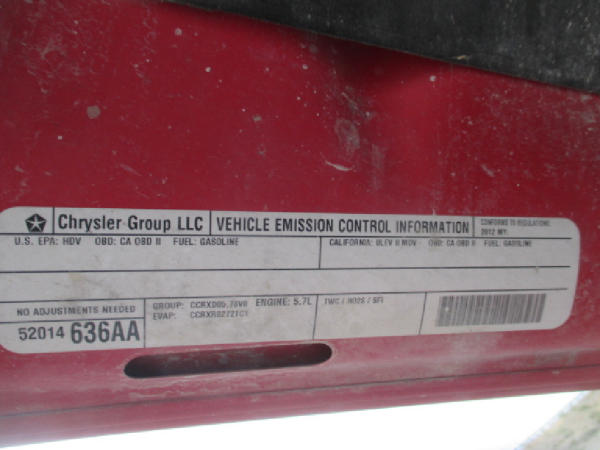 Chrysler Group LLC VEHICLE EMISSION CONTROL INFORMATION CONFORMS TO REGULATIONS:
2012 MY:
U.S. EPA: HDV OBD: CA OBD II FUEL: GASOLINE CALIFORNIA: ULEV II MDV OBD: CA OBD II FUEL: GASOLINE
NO ADJUSTMENTS NEEDED
52014 636AA
GROUP: ENGINE: 5.7L
EVAP:
TWC / HO2S / SFI